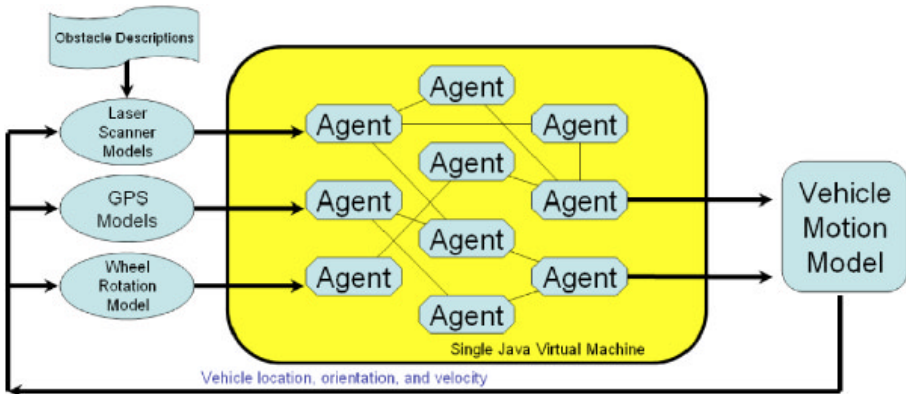 Obstacle Descriptions
Laser
Scanner
Models
GPS
Models
Wheel
Rotation
Model
Agent
Agent
Agent
Agent
Agent
Agent
Agent
Agent
Agent
Agent
Single Java Virtual Machine
Vehicle
Motion
Model
Vehicle location, orientation, and velocity